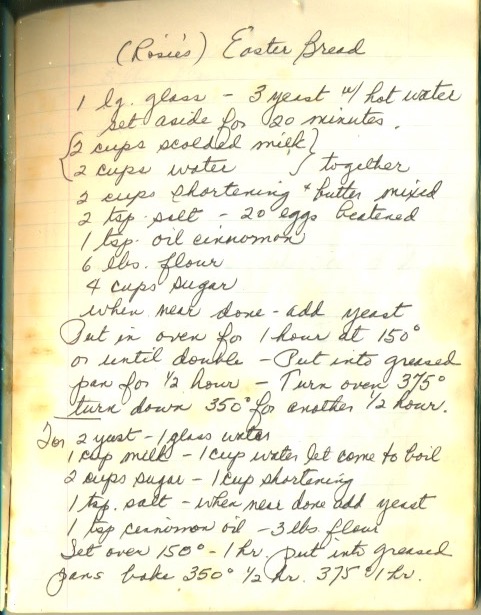 (Rosie's) Easter Bread
1 lg. glass - 3 yeast w/ hot water
set aside for 20 minutes.
{2 cups scolded milk}
{2 cups water } together
2 cups shortening & butter mixed
2 tsp. salt - 20 eggs beatened
1 tsp. oil cinnomon
6 lbs. flour
4 cups sugar
when near done - add yeast
Put in oven for 1 hour at 150°
or until double - Put into greased
pan for 1/2 hour - Turn oven 375°
turn down 350° for another 1/2 hour.
For 2 yeast - 1 glass water
1 cup milk - 1 cup water let come to boil
2 cups sugar - 1 cup shortening
1 tsp. salt - when near done add yeast
1 tsp cinnimon oil - 3 lbs. flour
Set over 150° - 1 hr. put into greased
pans bake 350° 1/2 hr. 375° 1 hr.